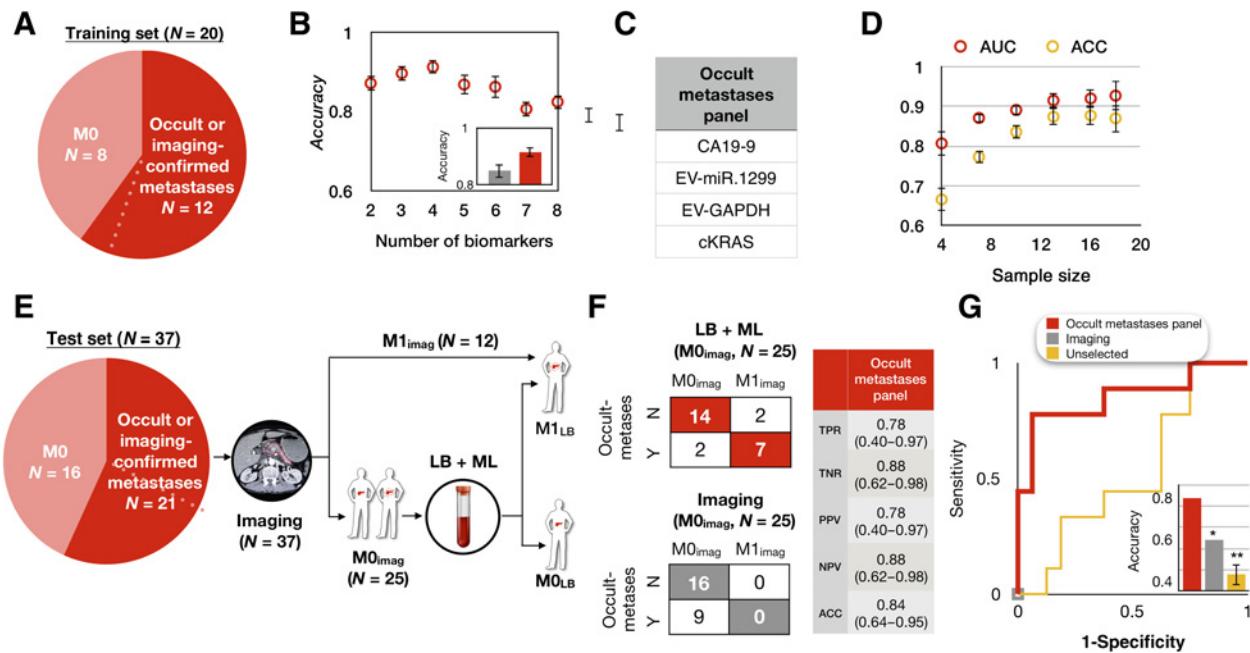 A
Training set (N = 20)
M0
N = 8
Occult or
imaging-
confirmed
metastases
N = 12
B
Accuracy
1
0.8
0.6
2 3 4 5 6 7 8
Number of biomarkers
Accuracy
0.8
C
Occult
metastases
panel
CA19-9
EV-miR.1299
EV-GAPDH
cKRAS
D
AUC ACC
1
0.9
0.8
0.7
0.6
4 8 12 16 20
Sample size
E
Test set (N = 37)
M0
N = 16
Occult or
imaging-
confirmed
metastases
N = 21
Imaging
(N = 37)
M1imag (N = 12)
M1LB
LB + ML
M0imag
(N = 25)
M0LB
F
LB + ML
(M0imag, N = 25)
M0imag M1imag
Occult-
metases
N 14 2
Y 2 7
Imaging
(M0imag, N = 25)
M0imag M1imag
Occult-
metases
N 16 0
Y 9 0
Occult
metastases
panel
TPR 0.78
(0.40–0.97)
TNR 0.88
(0.62–0.98)
PPV 0.78
(0.40–0.97)
NPV 0.88
(0.62–0.98)
ACC 0.84
(0.64–0.95)
G
Occult metastases panel
Imaging
Unselected
Sensitivity
1
0.5
0
0 0.5 1
1-Specificity
Accuracy
0.8
0.6
0.4
*
**